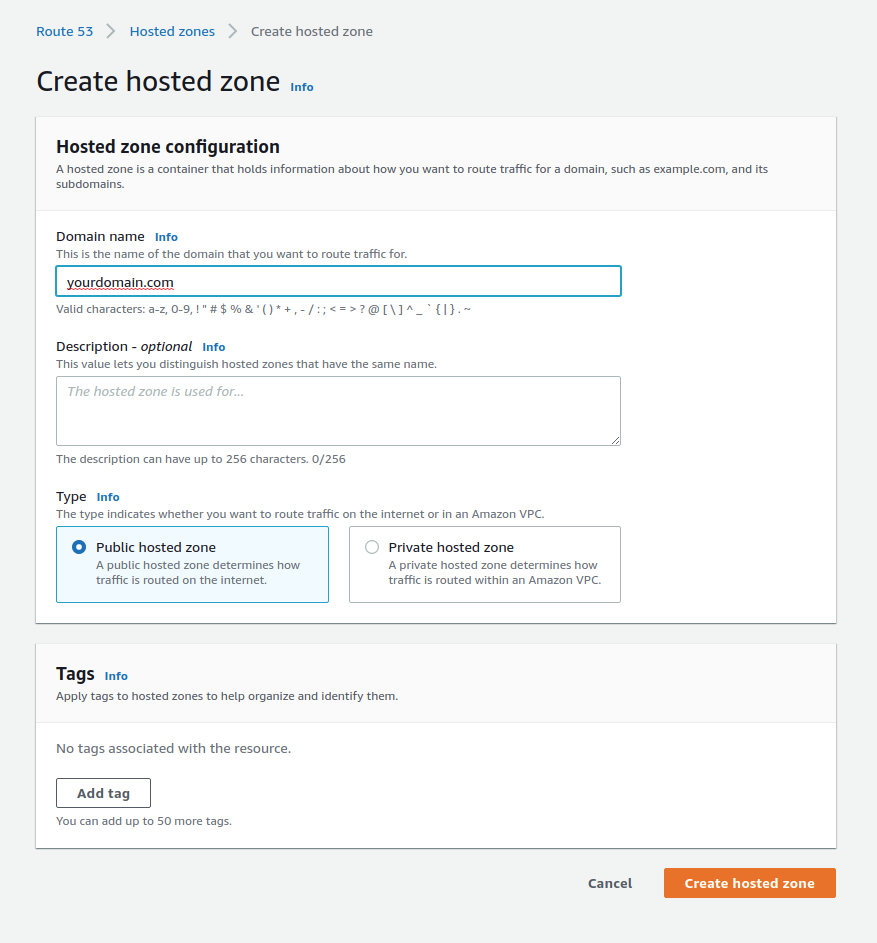 Route 53 > Hosted zones > Create hosted zone
Create hosted zone Info
Hosted zone configuration
A hosted zone is a container that holds information about how you want to route traffic for a domain, such as example.com, and its
subdomains.
Domain name Info
This is the name of the domain that you want to route traffic for.
yourdomain.com
Valid characters: a-z, 0-9, ! " # $ % & ' ( ) * + , - / : ; < = > ? @ [ \ ] ^ _ ` { | } . ~
Description - optional Info
This value lets you distinguish hosted zones that have the same name.
The hosted zone is used for...
The description can have up to 256 characters. 0/256
Type Info
The type indicates whether you want to route traffic on the internet or in an Amazon VPC.
Public hosted zone
A public hosted zone determines how
traffic is routed on the internet.
Private hosted zone
A private hosted zone determines how
traffic is routed within an Amazon VPC.
Tags Info
Apply tags to hosted zones to help organize and identify them.
No tags associated with the resource.
Add tag
You can add up to 50 more tags.
Cancel
Create hosted zone